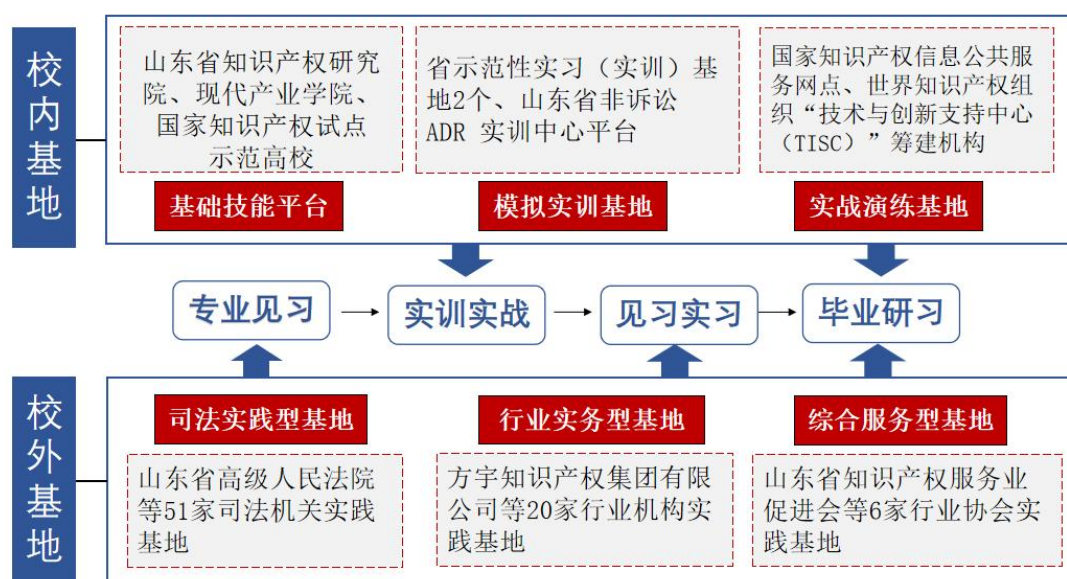 校内基地
山东省知识产权研究
院、现代产业学院、
国家知识产权试点
示范高校
基础技能平台
省示范性实习（实训）基
地2个、山东省非诉讼
ADR 实训中心平台
模拟实训基地
国家知识产权信息公共服
务网点、世界知识产权组
织“技术与创新支持中心
（TISC）”筹建机构
实战演练基地
专业见习
实训实战
见习实习
毕业研习
校外基地
司法实践型基地
山东省高级人民法院
等51家司法机关实践
基地
行业实务型基地
方宇知识产权集团有限
公司等20家行业机构实
践基地
综合服务型基地
山东省知识产权服务业
促进会等6家行业协会实
践基地